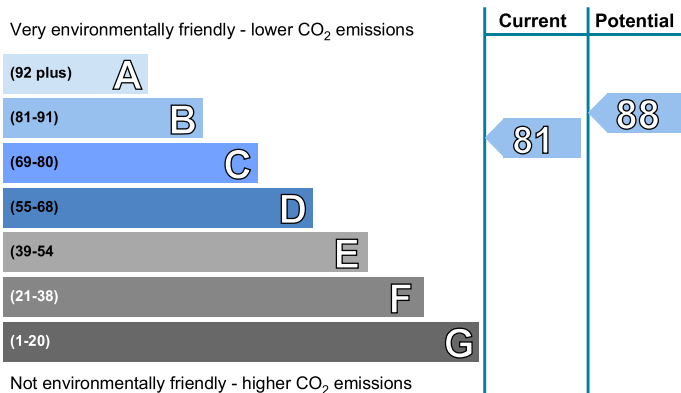 Current Potential
Very environmentally friendly - lower CO2 emissions
(92 plus) A
(81-91) B
81 88
(69-80) C
(55-68) D
(39-54 E
(21-38) F
(1-20) G
Not environmentally friendly - higher CO2 emissions